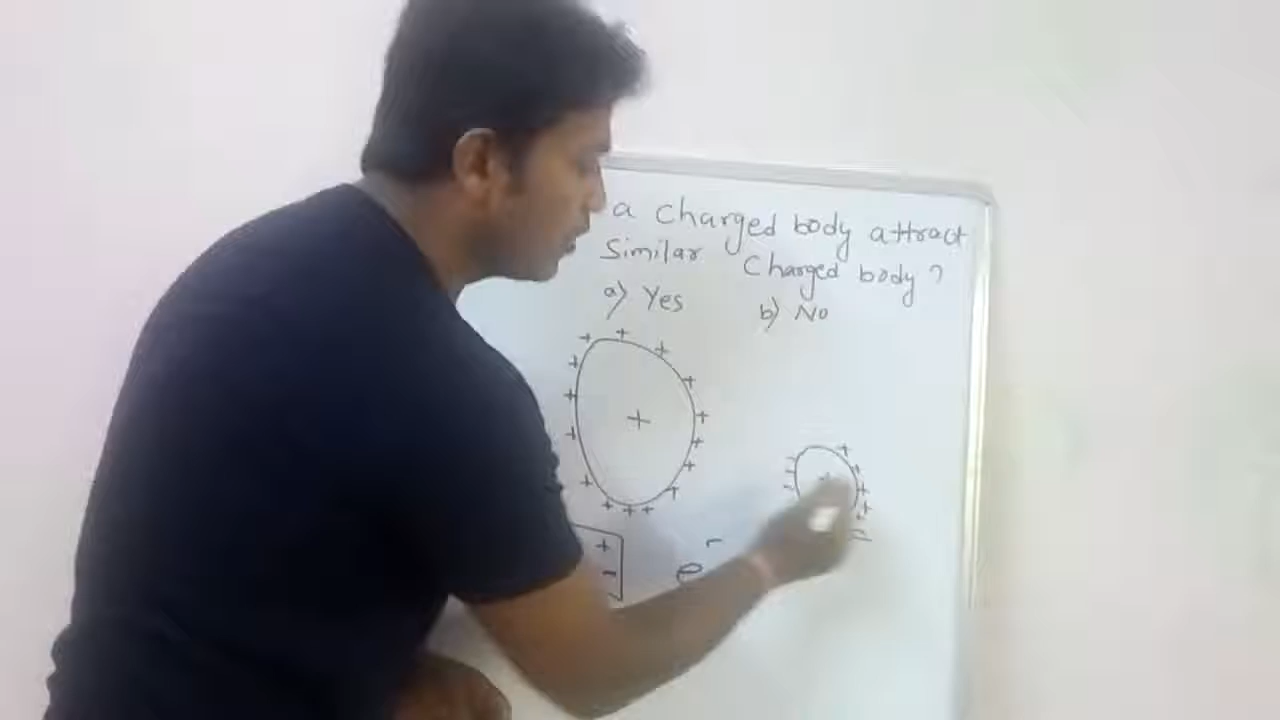 a charged body attract
Similar Charged body ?
a) Yes b) No
+
+
-
e